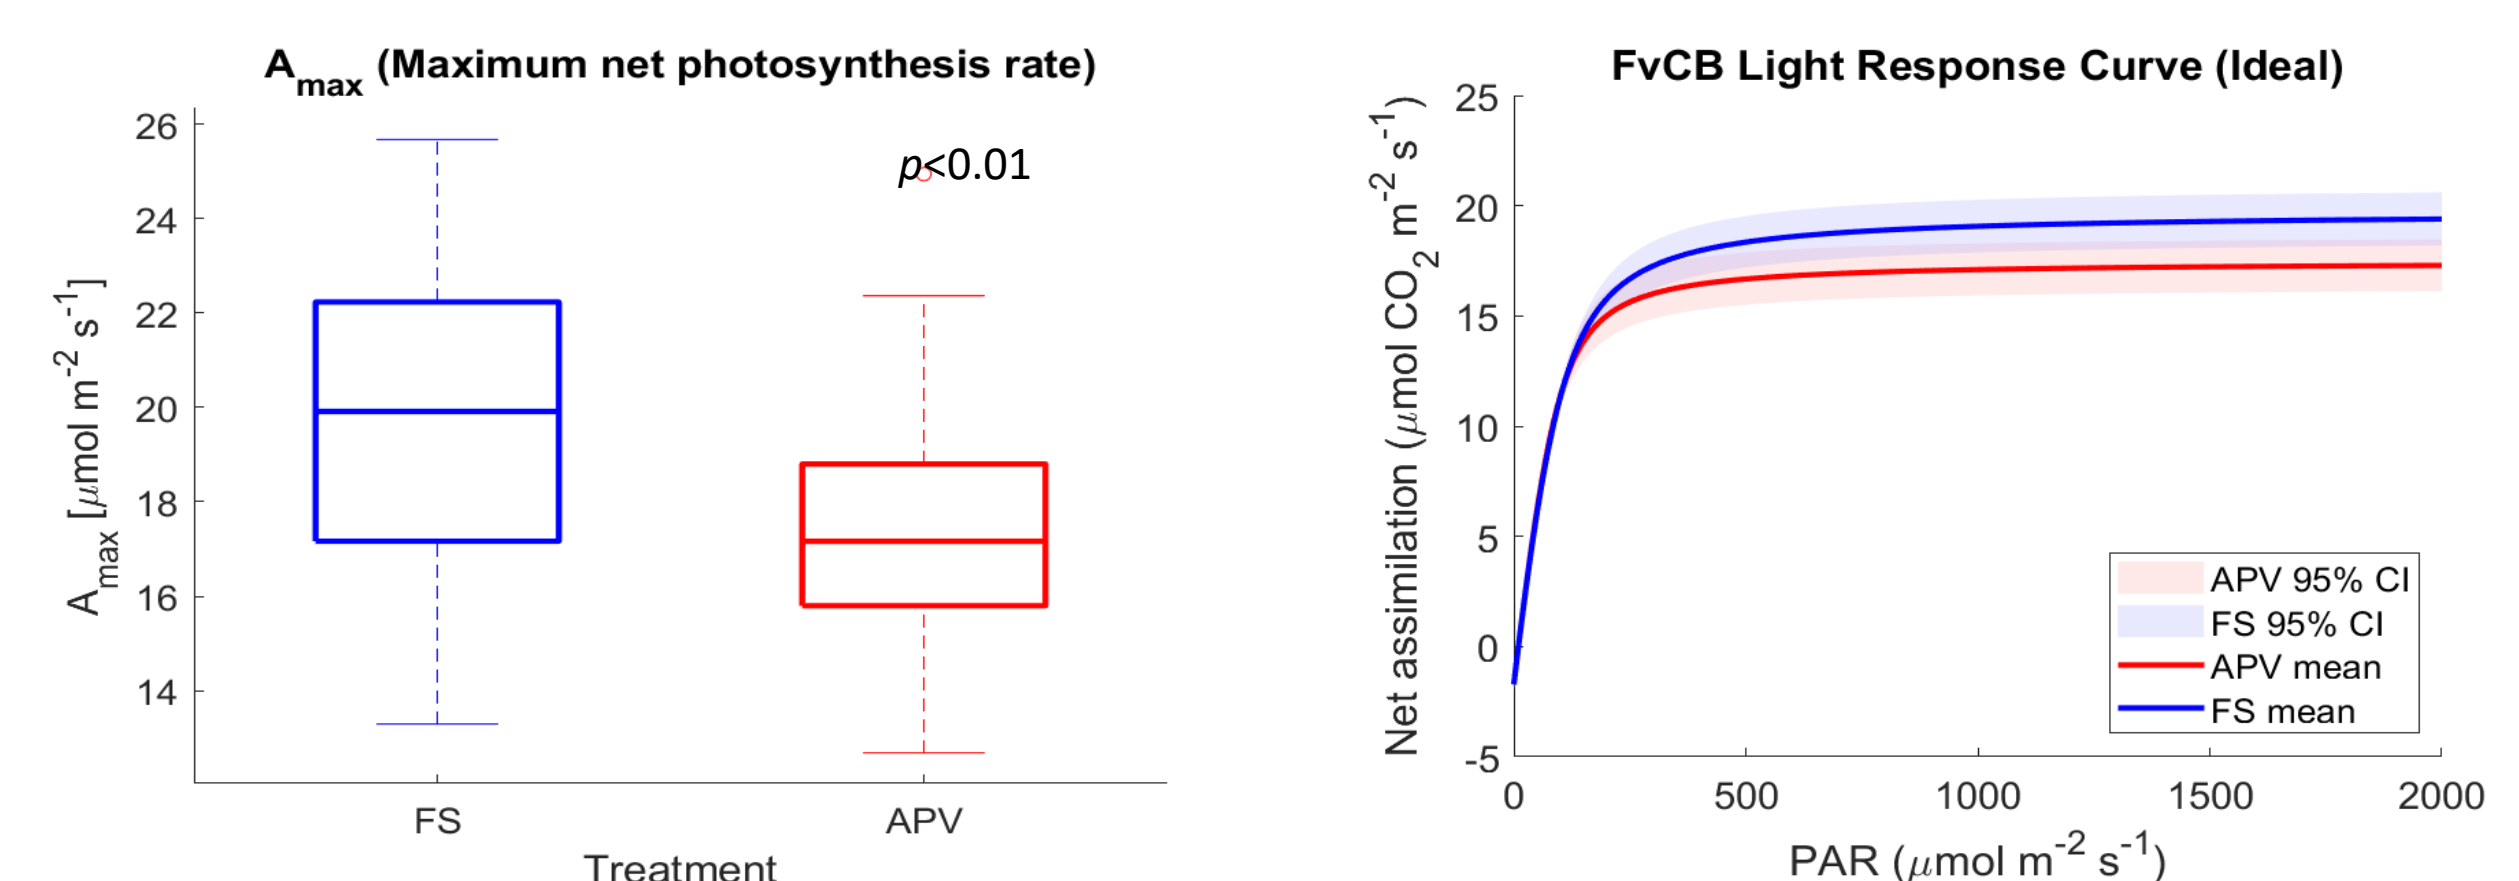 A_max (Maximum net photosynthesis rate)
26
24
22
20
18
16
14
A_max [μmol m^-2 s^-1]
p<0.01
FS
APV
Treatment
FvCB Light Response Curve (Ideal)
25
20
15
10
5
0
-5
Net assimilation (μmol CO_2 m^-2 s^-1)
APV 95% CI
FS 95% CI
APV mean
FS mean
0
500
1000
1500
2000
PAR (μmol m^-2 s^-1)